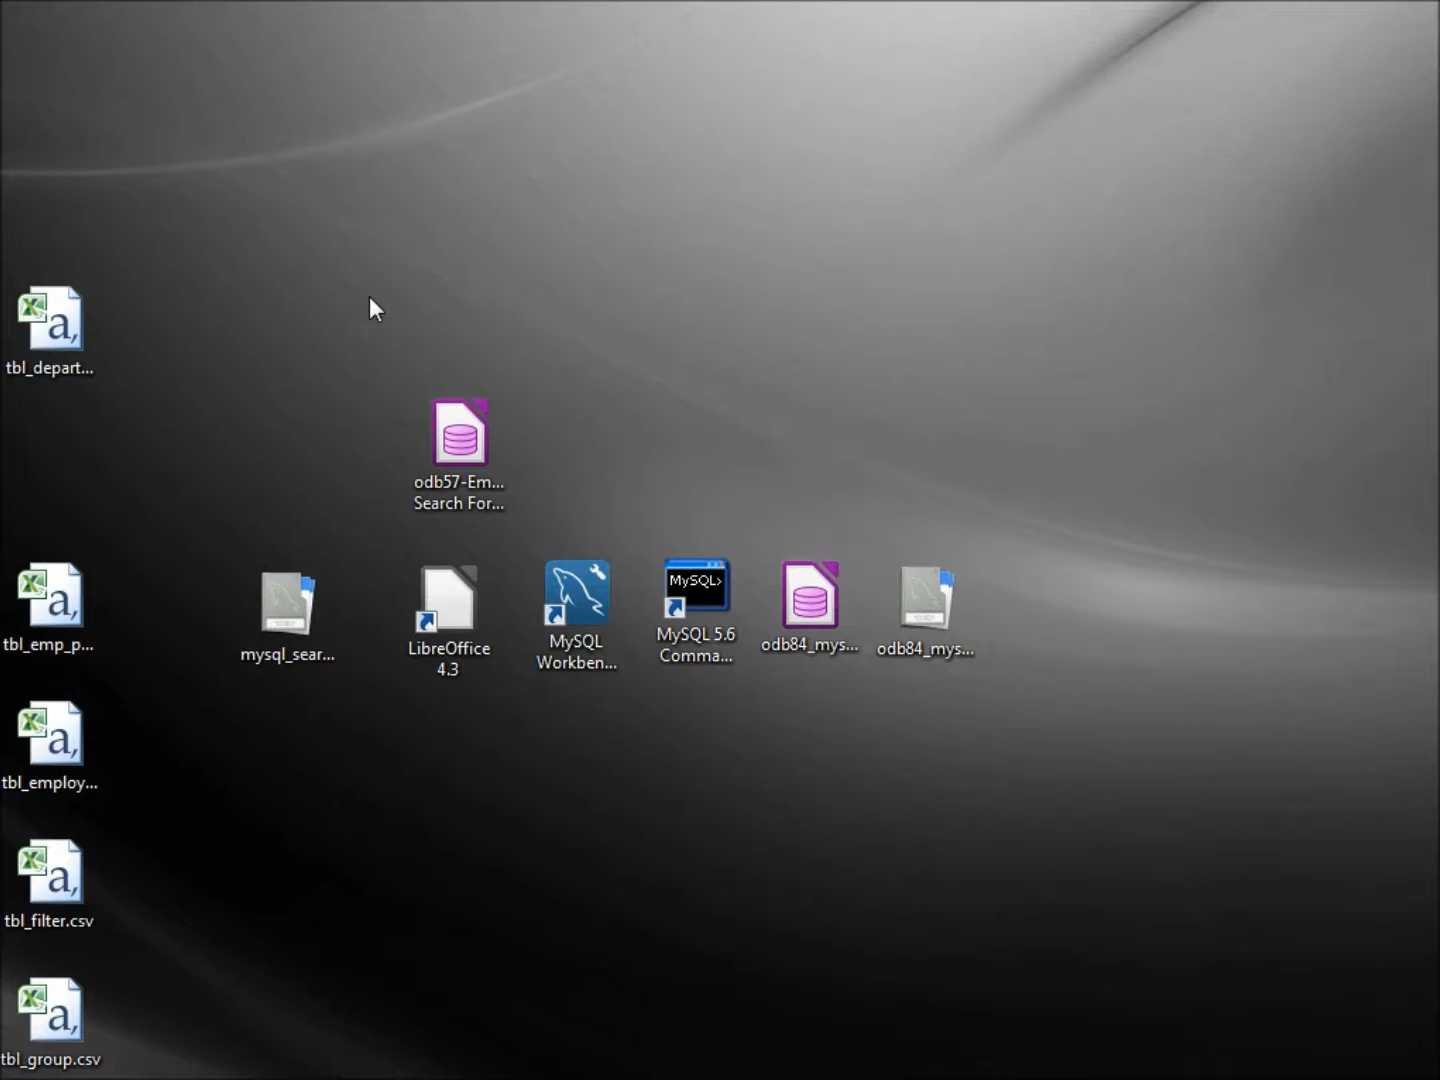 tbl_depart...
odb57-Em...
Search For...
tbl_emp_p...
mysql_sear...
LibreOffice
4.3
MySQL
Workben...
MySQL>
MySQL 5.6
Comma...
odb84_mys...
odb84_mys...
tbl_employ...
tbl_filter.csv
tbl_group.csv